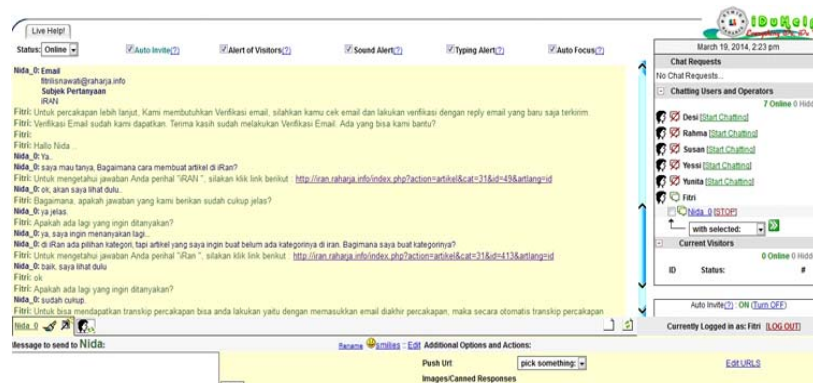 Live Help!
Status: Online
Auto Invite(?)
Alert of Visitors(?)
Sound Alert(?)
Typing Alert(?)
Auto Focus(?)
Nida_0: Email
fitrilisnawati@raharja.info
Subjek Pertanyaan
iRAN
Fitri: Untuk percakapan lebih lanjut, Kami membutuhkan Verifikasi email, silahkan kamu cek email dan lakukan verifikasi dengan reply email yang baru saja terkirim.
Fitri: Verifikasi Email sudah kami dapatkan. Terima kasih sudah melakukan Verifikasi Email. Ada yang bisa kami bantu?
Fitri:
Fitri: Hallo Nida ..
Nida_0: Ya..
Nida_0: saya mau tanya, Bagaimana cara membuat artikel di iRan?
Fitri: Untuk mengetahui jawaban Anda perihal "iRAN ", silakan klik link berikut : http://iran.raharja.info/index.php?action=artikel&cat=31&id=49&artlang=id
Nida_0: ok, akan saya lihat dulu..
Fitri: Bagaimana, apakah jawaban yang kami berikan sudah cukup jelas?
Nida_0: ya jelas.
Fitri: Apakah ada lagi yang ingin ditanyakan?
Nida_0: ya, saya ingin menanyakan lagi...
Nida_0: di iRan ada pilihan kategori, tapi artikel yang saya ingin buat belum ada kategorinya di iran. Bagimana saya buat kategorinya?
Fitri: Untuk mengetahui jawaban Anda perihal "iRan ", silakan klik link berikut : http://iran.raharja.info/index.php?action=artikel&cat=31&id=413&artlang=id
Nida_0: baik, saya lihat dulu
Fitri: ok
Fitri: Apakah ada lagi yang ingin ditanyakan?
Nida_0: sudah cukup.
Fitri: Untuk bisa mendapatkan transkip percakapan bisa anda lakukan yaitu dengan memasukkan email diakhir percakapan, maka secara otomatis transkip percakapan
Nida_0
Message to send to Nida:
Rename smilies :: Edit Additional Options and Actions:
Push Url:
pick something:
Edit URLS
Images/Canned Responses
iDuHelp
March 19, 2014, 2:23 pm
Chat Requests
No Chat Requests...
Chatting Users and Operators
7 Online 0 Hidd
Desi [Start Chatting]
Rahma [Start Chatting]
Susan [Start Chatting]
Yessi [Start Chatting]
Yunita [Start Chatting]
Fitri
Nida_0 [STOP]
with selected:
Current Visitors
0 Online 0 Hidd
ID Status: #
Auto Invite(?) : ON (Turn OFF)
Currently Logged in as: Fitri [LOG OUT]